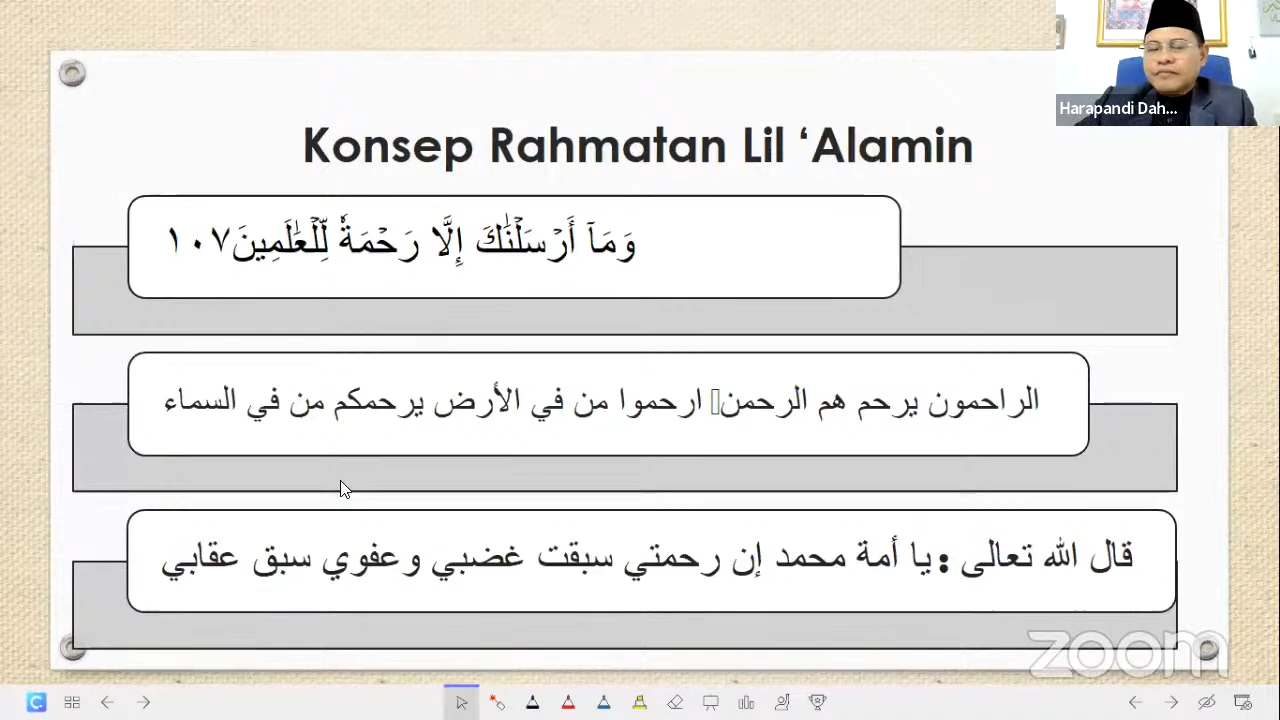 Harapandi Dah...
Konsep Rahmatan Lil ‘Alamin
وَمَآ أَرۡسَلۡنَٰكَ إِلَّا رَحۡمَةٗ لِّلۡعَٰلَمِينَ١٠٧
الراحمون يرحم هم الرحمن ارحموا من في الأرض يرحمكم من في السماء
قال الله تعالى : يا أمة محمد إن رحمتي سبقت غضبي وعفوي سبق عقابي
zoom